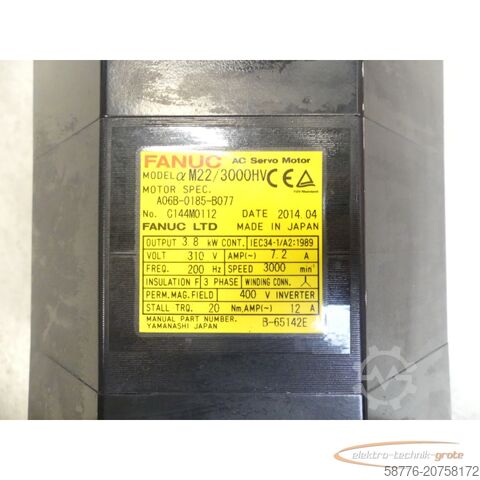 FANUC AC Servo Motor
MODEL α M22/3000HV CE
MOTOR SPEC.
A06B-0185-B077
No. C144M0112 DATE 2014.04
FANUC LTD MADE IN JAPAN
OUTPUT 3.8 kW CONT. IEC34-1/A2:1989
VOLT 310 V AMP(~) 7.2 A
FREQ. 200 Hz SPEED 3000 min⁻¹
INSULATION F 3 PHASE WINDING CONN.
PERM.MAG.FIELD 400 V INVERTER
STALL TRQ. 20 Nm,AMP(~) 12 A
MANUAL PART NUMBER. B-65142E
YAMANASHI JAPAN
elektro-technik-grote
58776-20758172